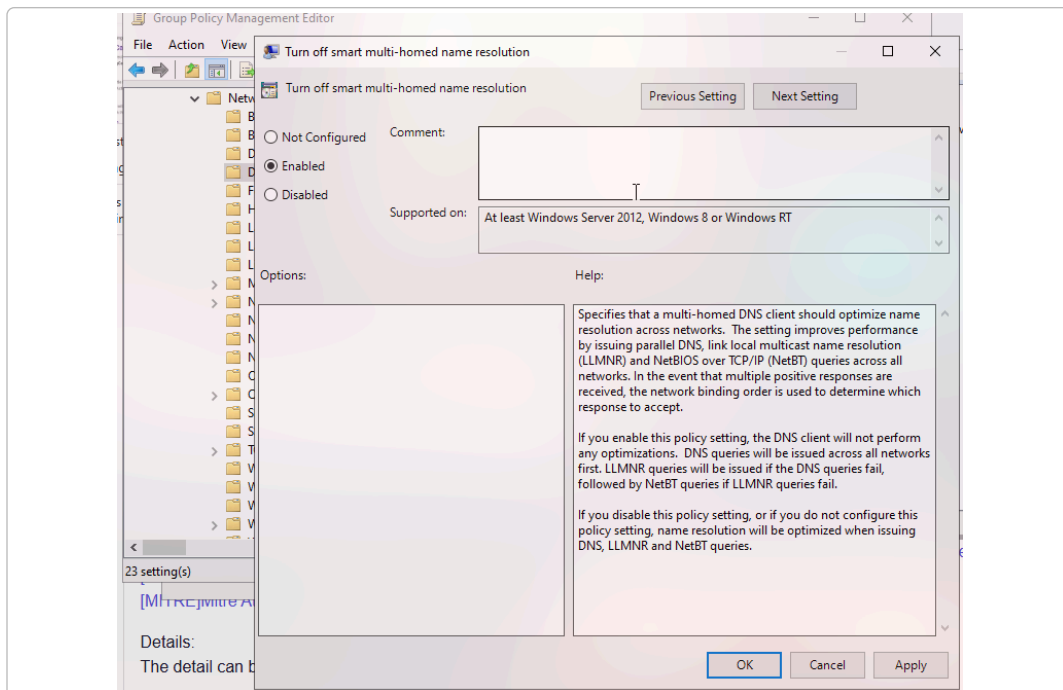 Group Policy Management Editor
File Action View
Turn off smart multi-homed name resolution
Turn off smart multi-homed name resolution
Previous Setting
Next Setting
Not Configured
Comment:
Enabled
Disabled
Supported on:
At least Windows Server 2012, Windows 8 or Windows RT
Options:
Help:
Specifies that a multi-homed DNS client should optimize name
resolution across networks. The setting improves performance
by issuing parallel DNS, link local multicast name resolution
(LLMNR) and NetBIOS over TCP/IP (NetBT) queries across all
networks. In the event that multiple positive responses are
received, the network binding order is used to determine which
response to accept.
If you enable this policy setting, the DNS client will not perform
any optimizations. DNS queries will be issued across all networks
first. LLMNR queries will be issued if the DNS queries fail,
followed by NetBT queries if LLMNR queries fail.
If you disable this policy setting, or if you do not configure this
policy setting, name resolution will be optimized when issuing
DNS, LLMNR and NetBT queries.
Netw
B
B
D
D
F
H
L
L
L
N
N
N
N
C
C
S
S
T
W
W
W
W
23 setting(s)
[MITRE]Mitre A
Details:
The detail can b
OK
Cancel
Apply